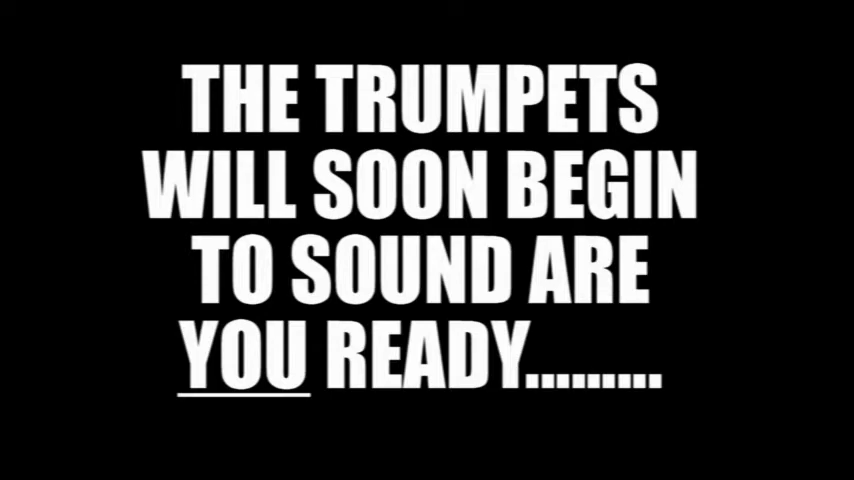 THE TRUMPETS
WILL SOON BEGIN
TO SOUND ARE
YOU READY.........